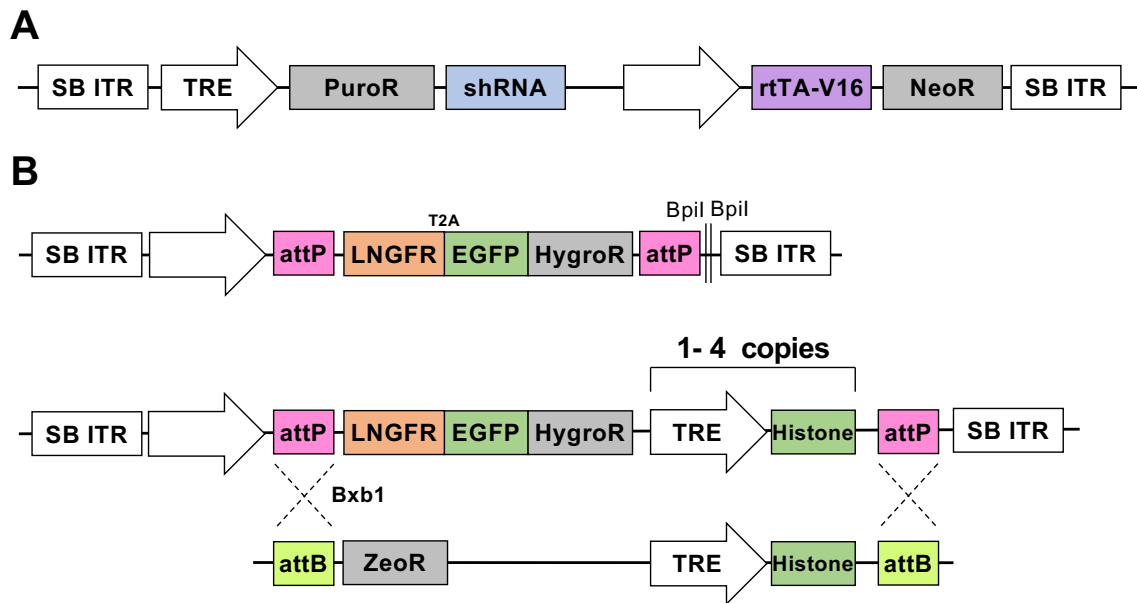 A
SB ITR TRE PuroR shRNA rtTA-V16 NeoR SB ITR
B
T2A BpiI BpiI
SB ITR attP LNGFR EGFP HygroR attP SB ITR
1- 4 copies
SB ITR attP LNGFR EGFP HygroR TRE Histone attP SB ITR
Bxb1
attB ZeoR TRE Histone attB